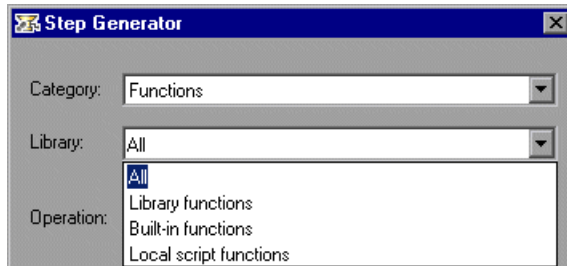 Step Generator
Category: Functions
Library: All
All
Library functions
Operation: Built-in functions
Local script functions